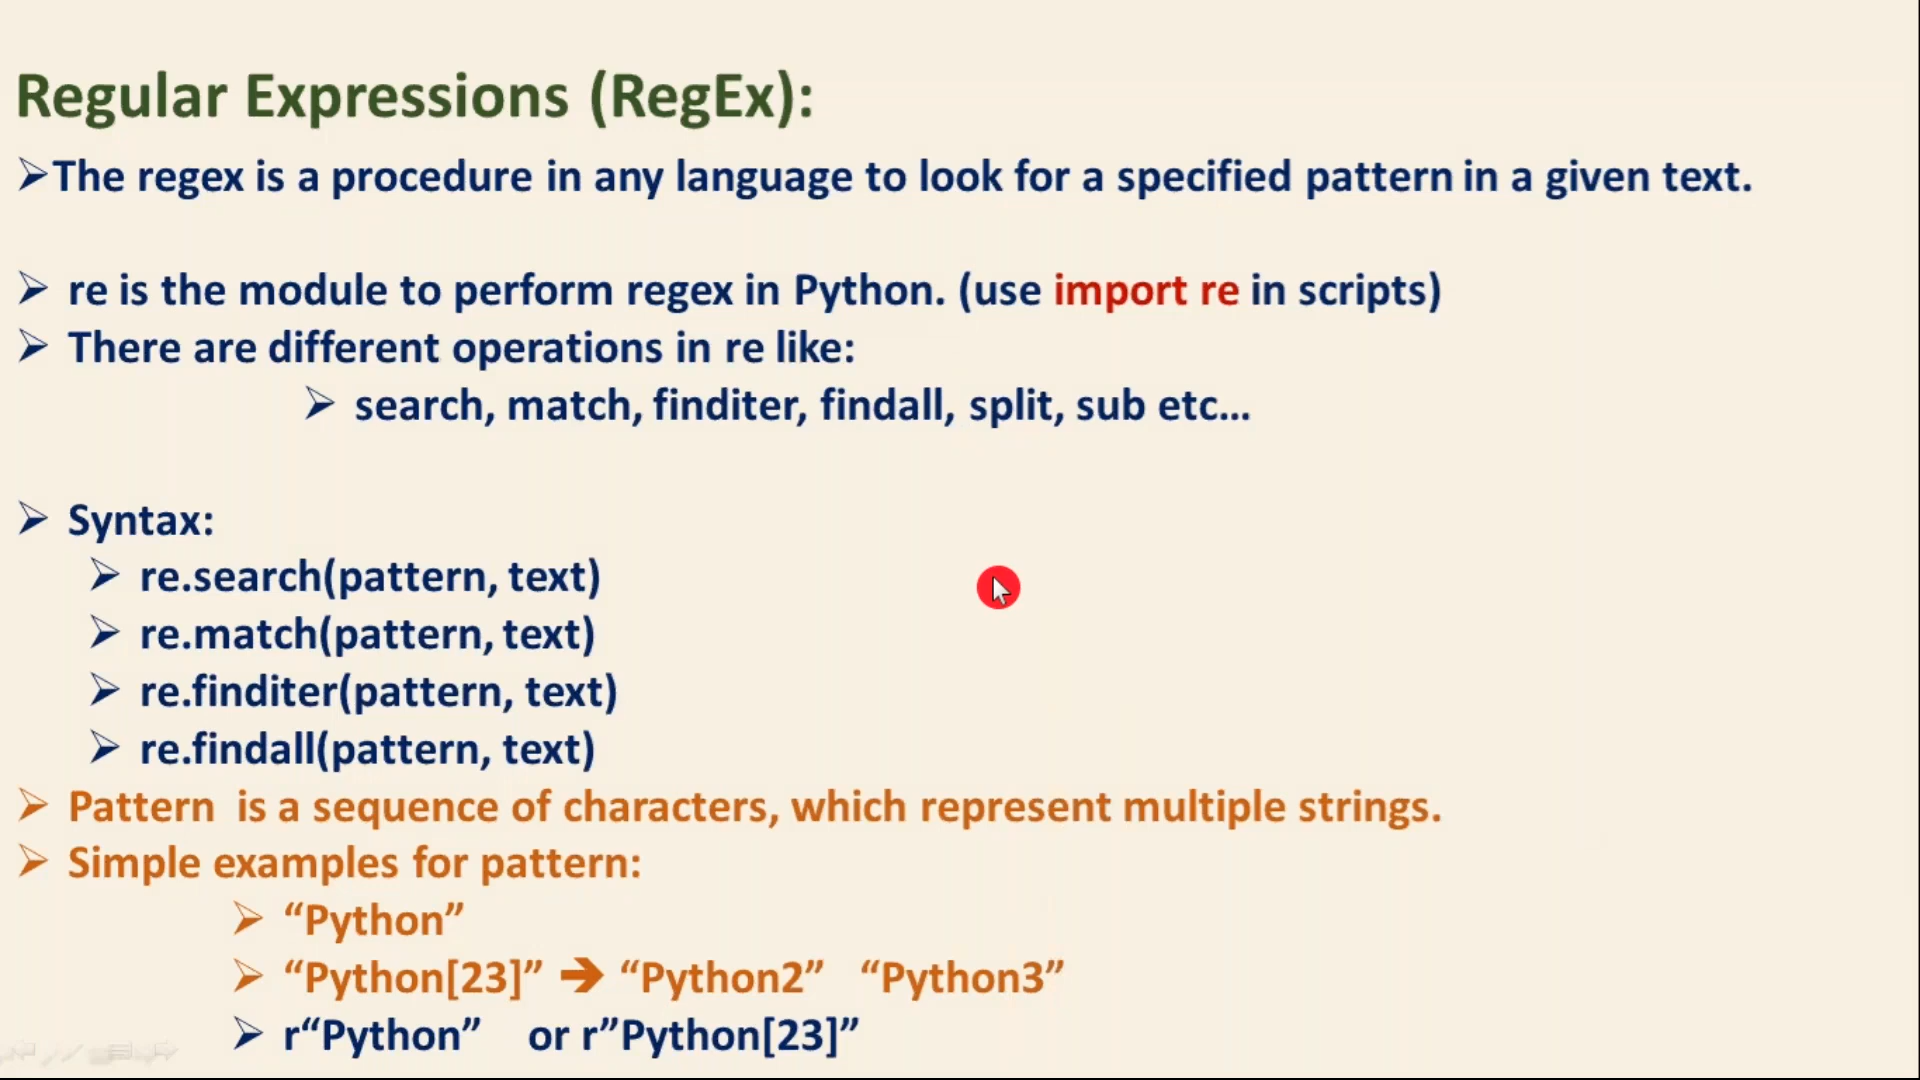 Regular Expressions (RegEx):
➢The regex is a procedure in any language to look for a specified pattern in a given text.
➢ re is the module to perform regex in Python. (use import re in scripts)
➢ There are different operations in re like:
➢ search, match, finditer, findall, split, sub etc...
➢ Syntax:
➢ re.search(pattern, text)
➢ re.match(pattern, text)
➢ re.finditer(pattern, text)
➢ re.findall(pattern, text)
➢ Pattern is a sequence of characters, which represent multiple strings.
➢ Simple examples for pattern:
➢ “Python”
➢ “Python[23]” ➔ “Python2” “Python3”
➢ r“Python” or r”Python[23]”